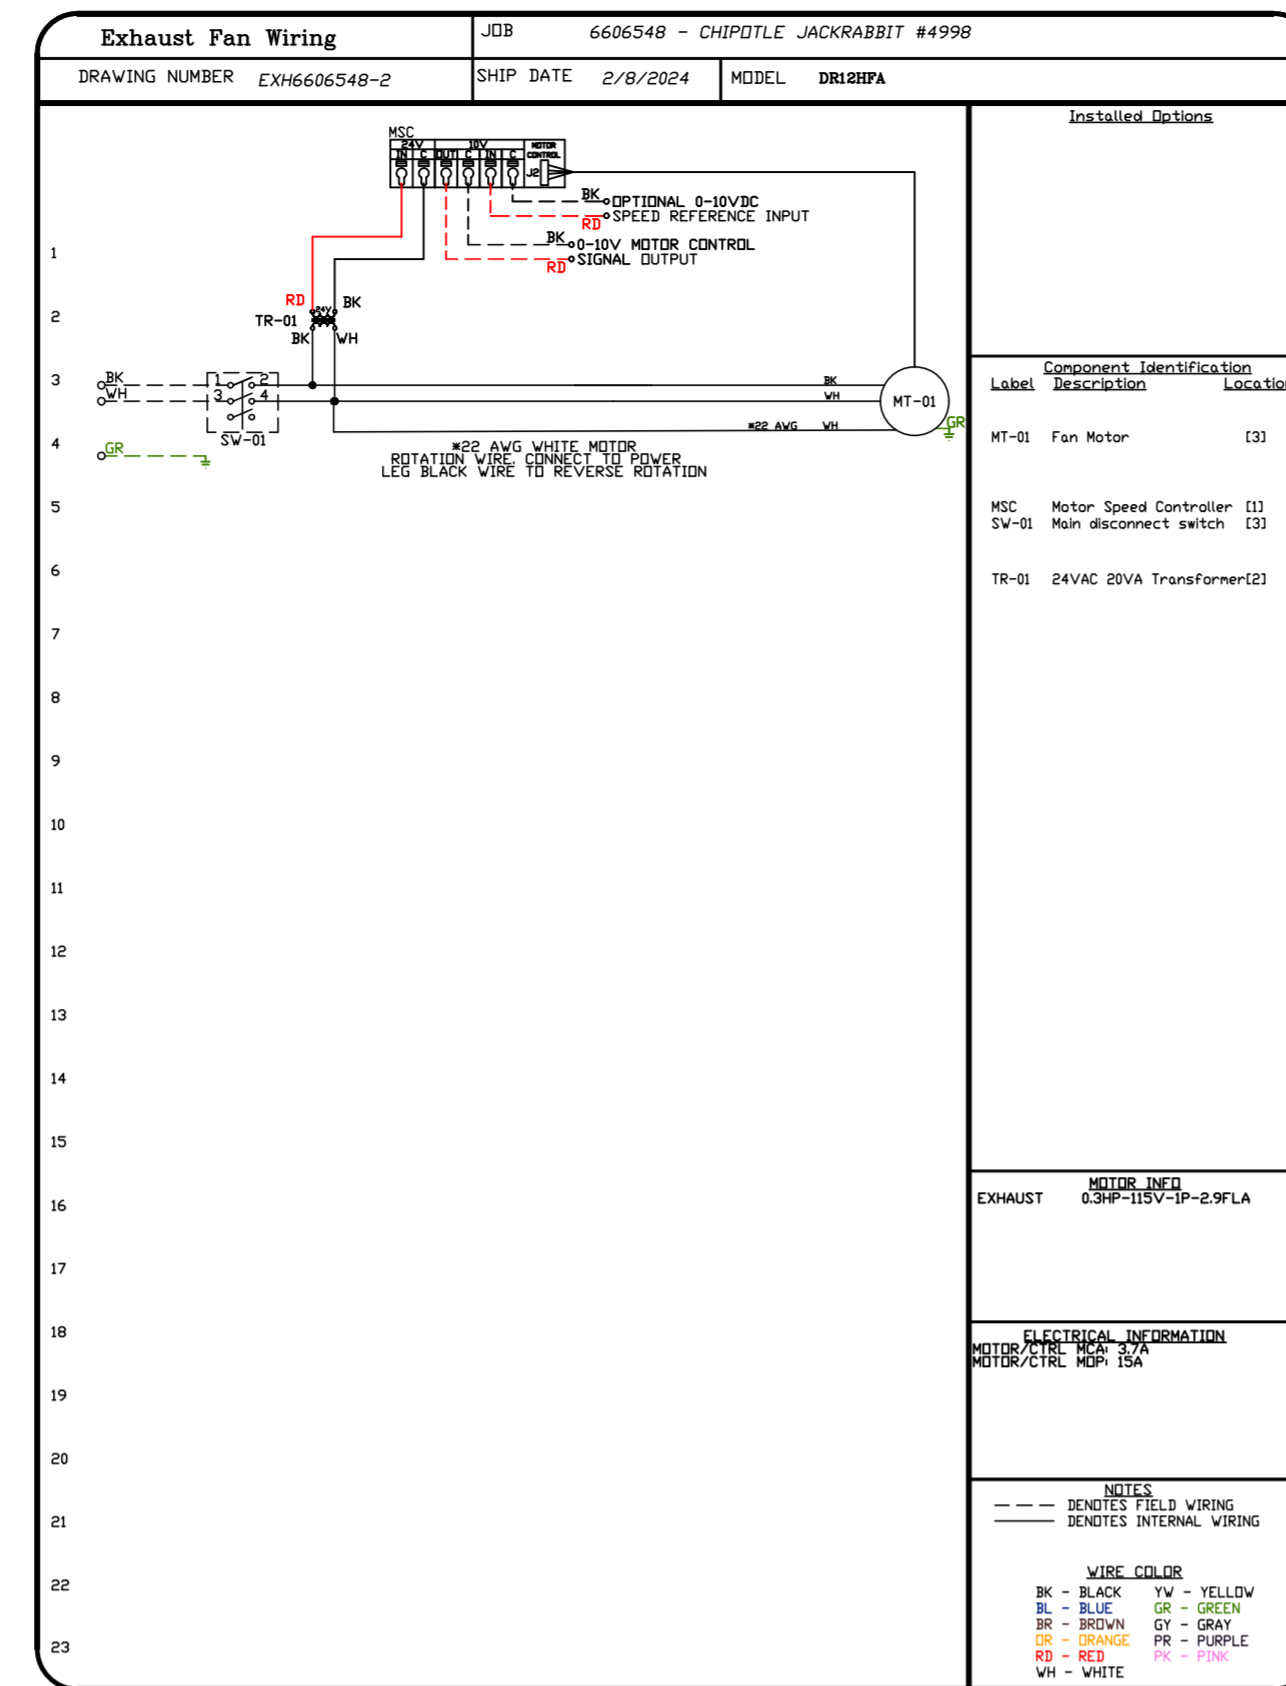 Exhaust Fan Wiring
JOB 6606548 - CHIPOTLE JACKRABBIT #4998
DRAWING NUMBER EXH6606548-2
SHIP DATE 2/8/2024
MODEL DR12HFA
Installed Options
MSC
24V 10V MOTOR CONTROL
IN C OUT C IN C
J2
BK OPTIONAL 0-10VDC
RD SPEED REFERENCE INPUT
BK 0-10V MOTOR CONTROL
RD SIGNAL OUTPUT
RD BK
24V
TR-01
BK WH
BK 1 2 BK
WH 3 4 WH
MT-01
*22 AWG WH
GR
SW-01
GR
*22 AWG WHITE MOTOR
ROTATION WIRE. CONNECT TO POWER
LEG BLACK WIRE TO REVERSE ROTATION
1
2
3
4
5
6
7
8
9
10
11
12
13
14
15
16
17
18
19
20
21
22
23
Component Identification
Label Description Location
MT-01 Fan Motor [3]
MSC Motor Speed Controller [1]
SW-01 Main disconnect switch [3]
TR-01 24VAC 20VA Transformer[2]
MOTOR INFO
EXHAUST 0.3HP-115V-1P-2.9FLA
ELECTRICAL INFORMATION
MOTOR/CTRL MCA: 3.7A
MOTOR/CTRL MOP: 15A
NOTES
DENOTES FIELD WIRING
DENOTES INTERNAL WIRING
WIRE COLOR
BK - BLACK YW - YELLOW
BL - BLUE GR - GREEN
BR - BROWN GY - GRAY
OR - ORANGE PR - PURPLE
RD - RED PK - PINK
WH - WHITE